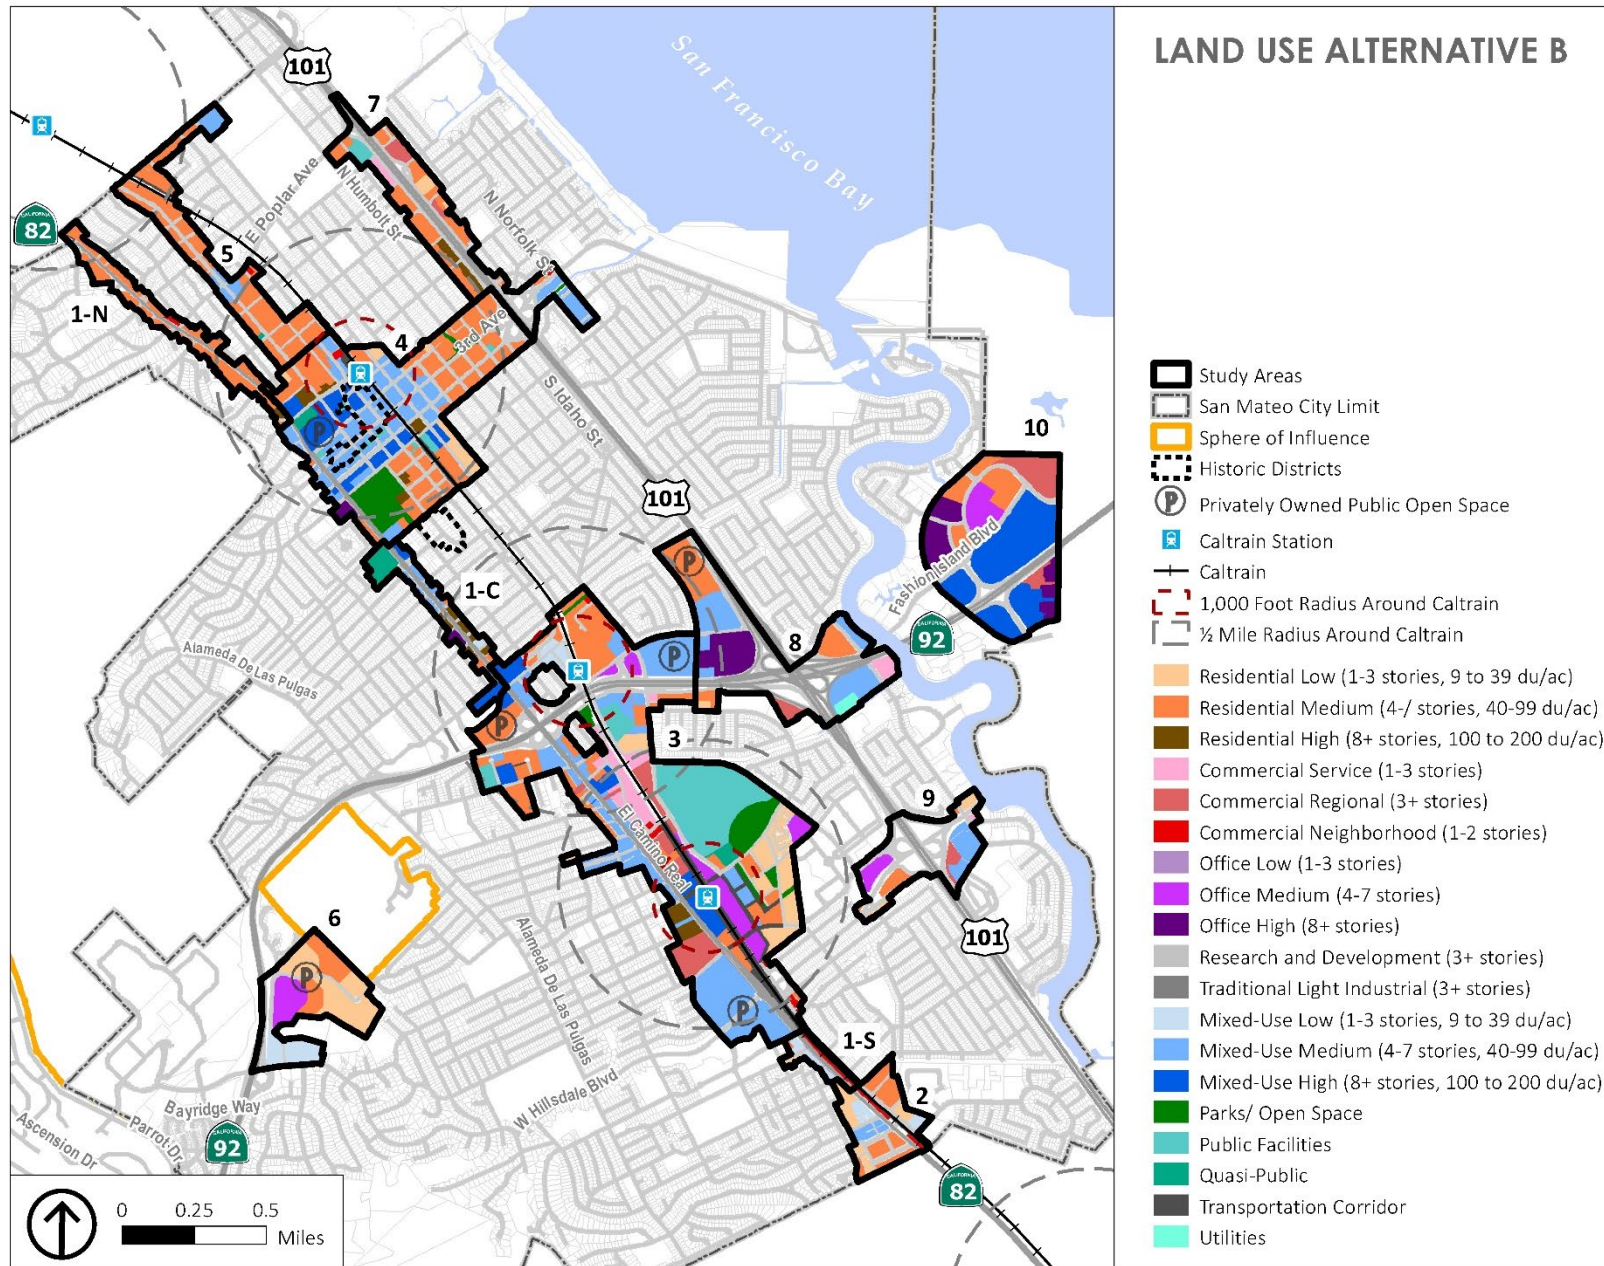 LAND USE ALTERNATIVE B
San Francisco Bay
101
7
82
E Poplar Ave
N Humbolt St
N Norfolk St
5
1-N
4
3rd Ave
P
S Idaho St
101
10
Fashion Island Blvd
92
1-C
P
8
P
Alameda De Las Pulgas
P
3
9
El Camino Real
101
6
P
Alameda De Las Pulgas
P
1-S
2
W Hillsdale Blvd
Bayridge Way
Parrot Dr
Ascension Dr
92
82
CALIFORNIA
CALIFORNIA
CALIFORNIA
CALIFORNIA
0 0.25 0.5
Miles
Study Areas
San Mateo City Limit
Sphere of Influence
Historic Districts
P Privately Owned Public Open Space
Caltrain Station
Caltrain
1,000 Foot Radius Around Caltrain
½ Mile Radius Around Caltrain
Residential Low (1-3 stories, 9 to 39 du/ac)
Residential Medium (4-/ stories, 40-99 du/ac)
Residential High (8+ stories, 100 to 200 du/ac)
Commercial Service (1-3 stories)
Commercial Regional (3+ stories)
Commercial Neighborhood (1-2 stories)
Office Low (1-3 stories)
Office Medium (4-7 stories)
Office High (8+ stories)
Research and Development (3+ stories)
Traditional Light Industrial (3+ stories)
Mixed-Use Low (1-3 stories, 9 to 39 du/ac)
Mixed-Use Medium (4-7 stories, 40-99 du/ac)
Mixed-Use High (8+ stories, 100 to 200 du/ac)
Parks/ Open Space
Public Facilities
Quasi-Public
Transportation Corridor
Utilities